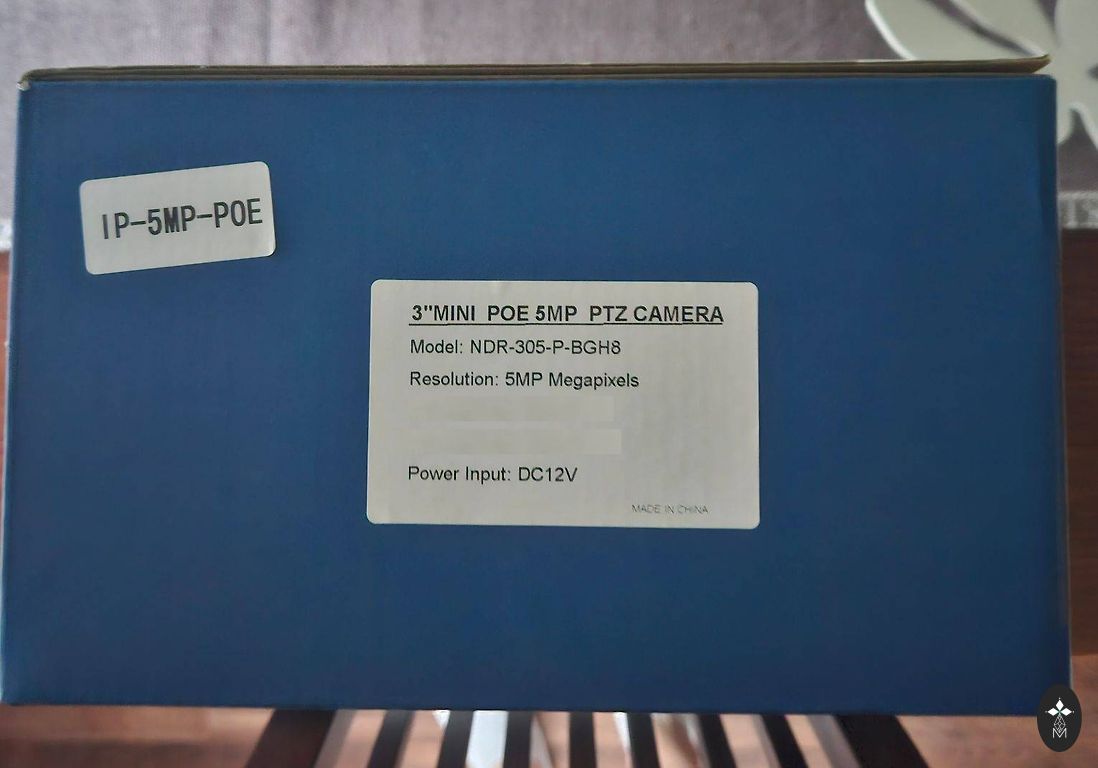 IP-5MP-POE
3"MINI POE 5MP PTZ CAMERA
Model: NDR-305-P-BGH8
Resolution: 5MP Megapixels
Power Input: DC12V
MADE IN CHINA